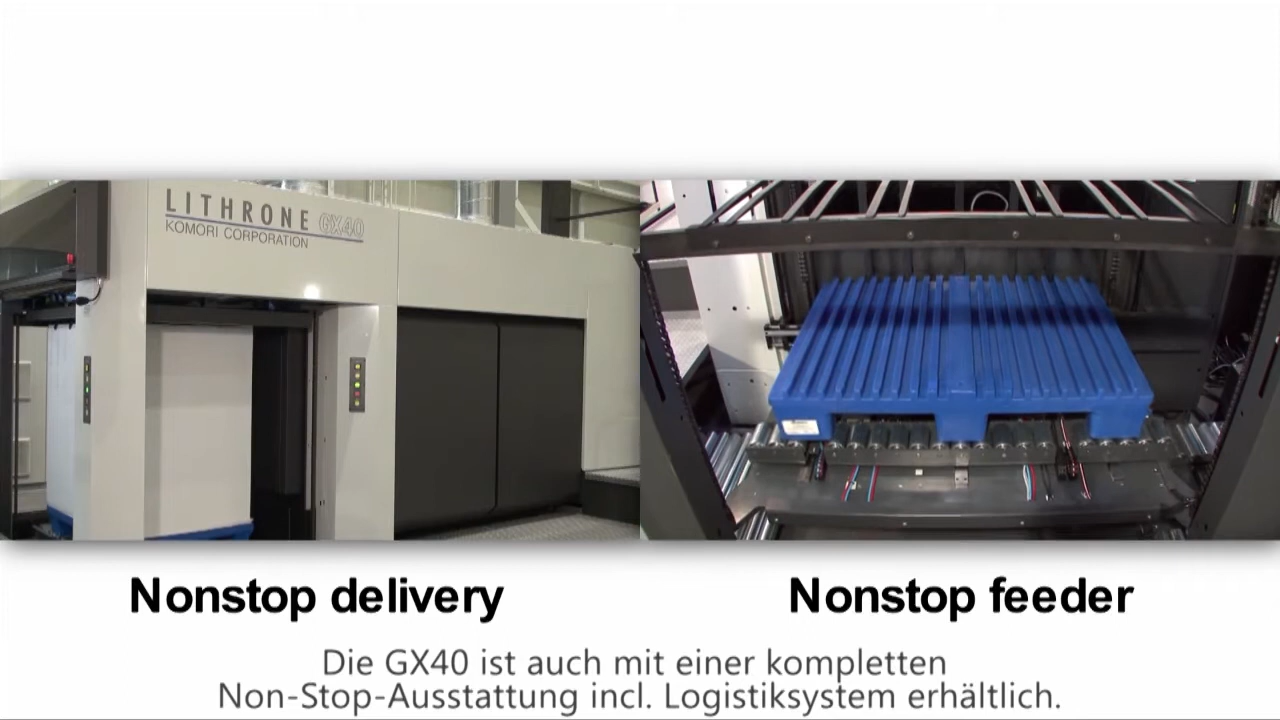 LITHRONE GX40
KOMORI CORPORATION
Nonstop delivery
Nonstop feeder
Die GX40 ist auch mit einer kompletten
Non-Stop-Ausstattung incl. Logistiksystem erhältlich.